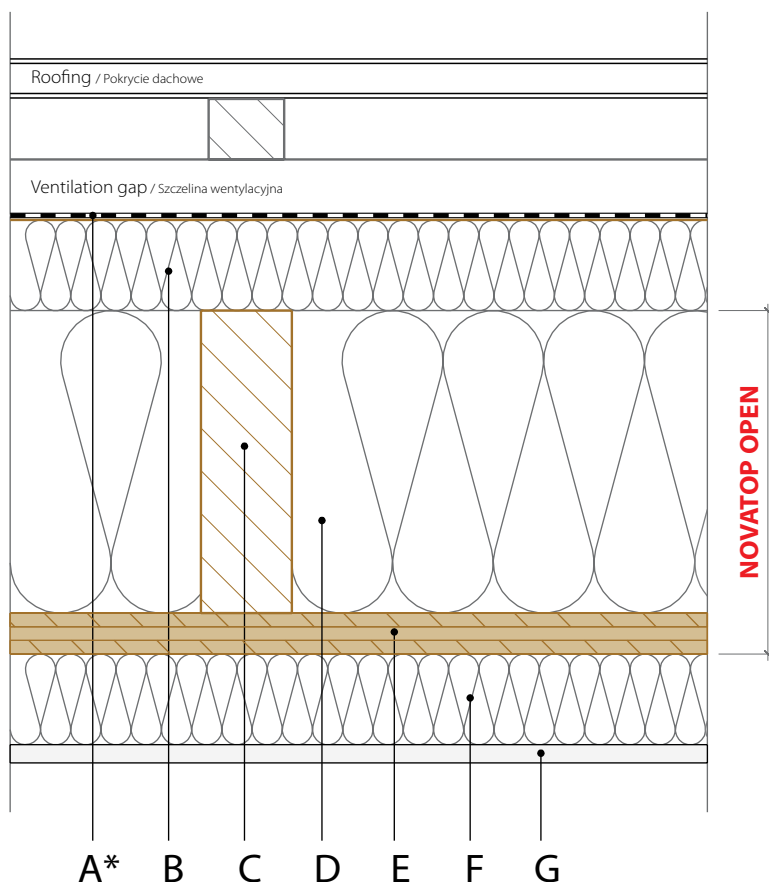 Roofing / Pokrycie dachowe
Ventilation gap / Szczelina wentylacyjna
NOVATOP OPEN
A* B C D E F G